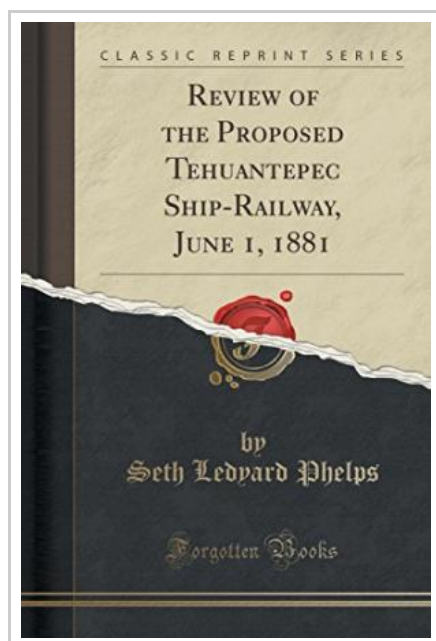 CLASSIC REPRINT SERIES
REVIEW OF
THE PROPOSED
TEHUANTEPEC
SHIP-RAILWAY,
JUNE 1, 1881
by
Seth Ledyard Phelps
Forgotten Books